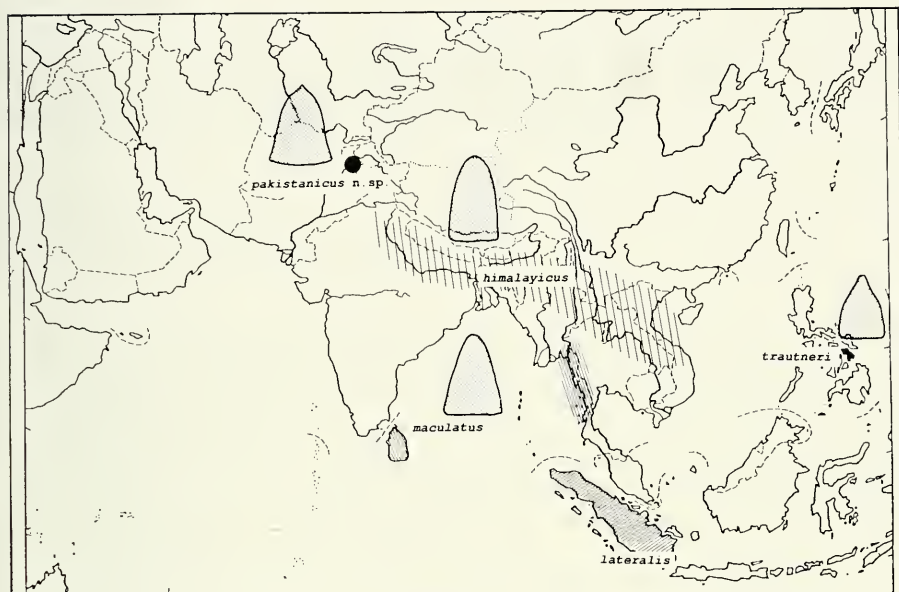 pakistanicus n.sp.
himalayicus
trautneri
maculatus
lateralis